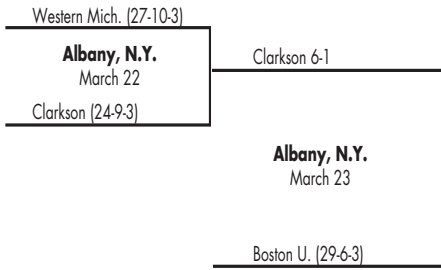 Western Mich. (27-10-3)
Albany, N.Y.
March 22
Clarkson (24-9-3)
Clarkson 6-1
Albany, N.Y.
March 23
Boston U. (29-6-3)